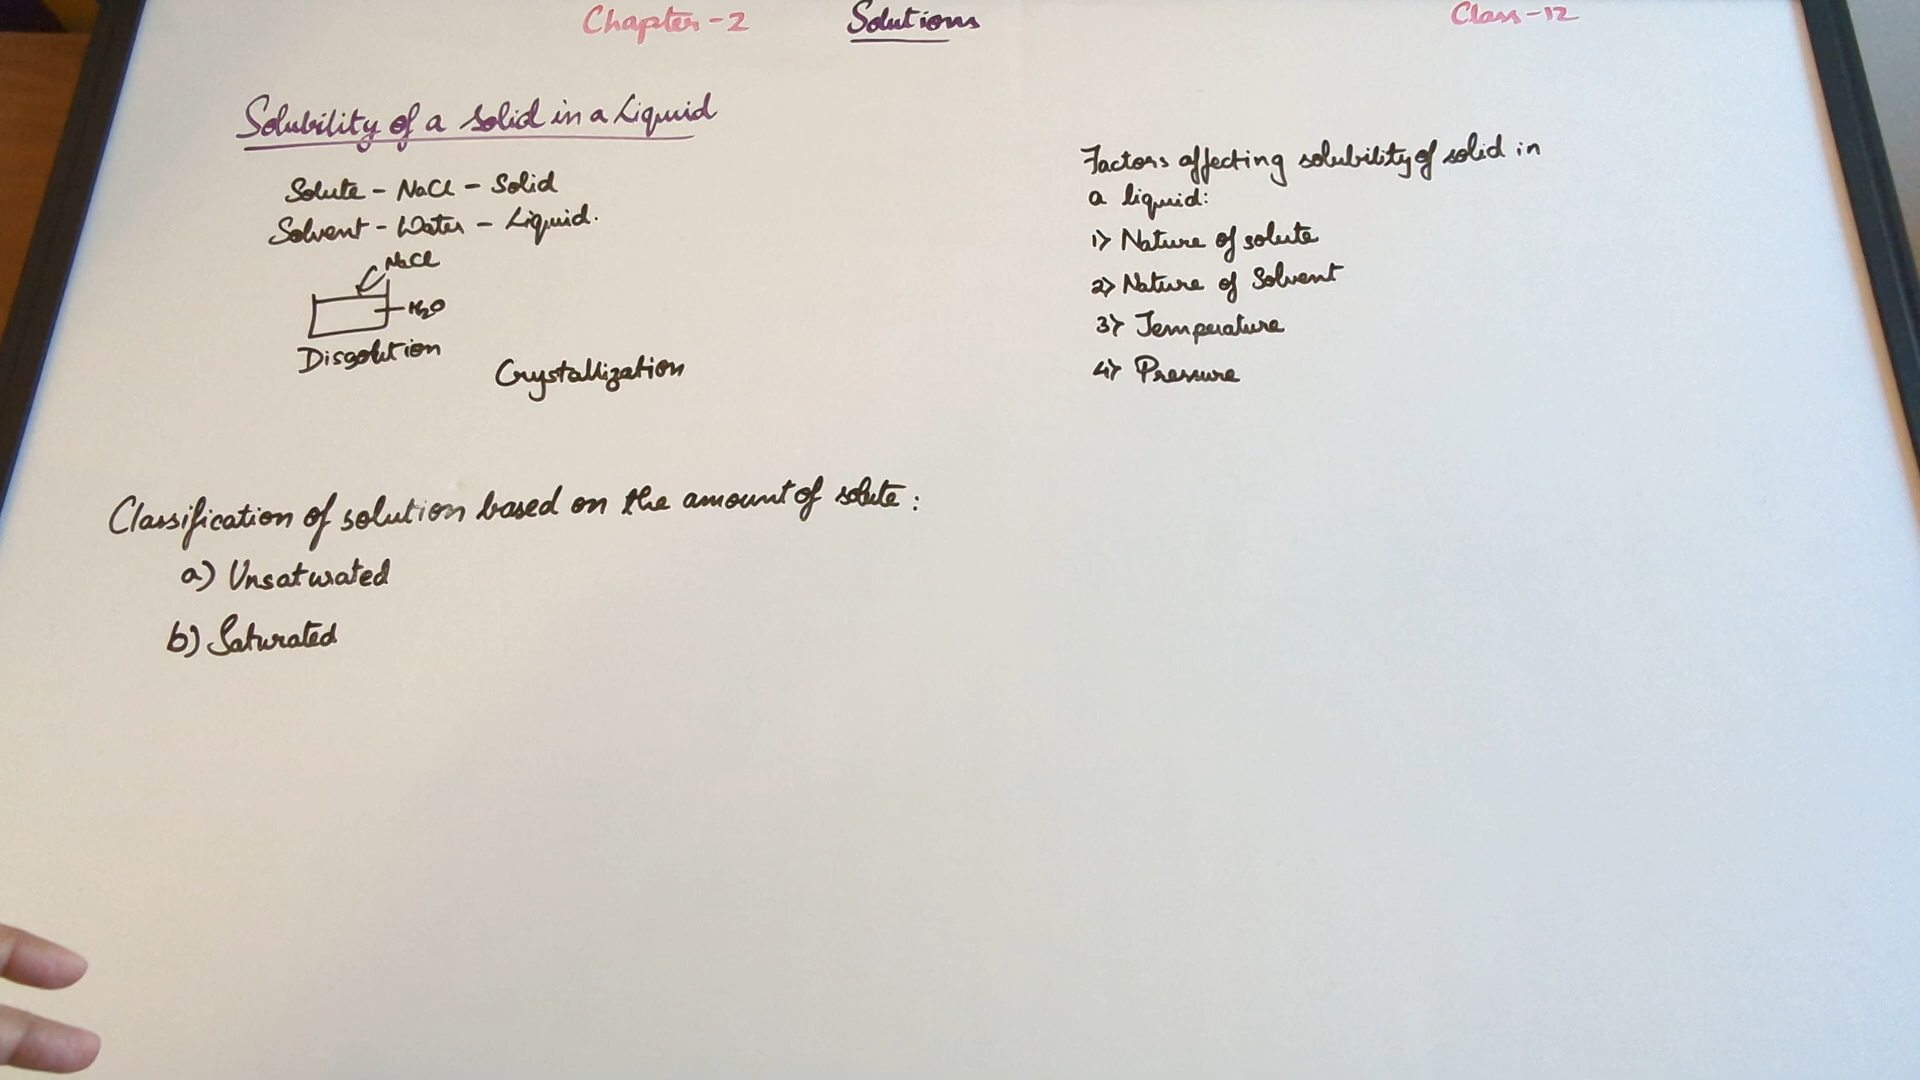 Chapter-2 Solutions Class-12
Solubility of a solid in a Liquid
Solute - NaCl - Solid
Solvent - Water - Liquid.
NaCl
H₂O
Dissolution
Crystallization
Classification of solution based on the amount of solute:
a) Unsaturated
b) Saturated
Factors affecting solubility of solid in
a liquid:
1) Nature of solute
2) Nature of Solvent
3) Temperature
4) Pressure